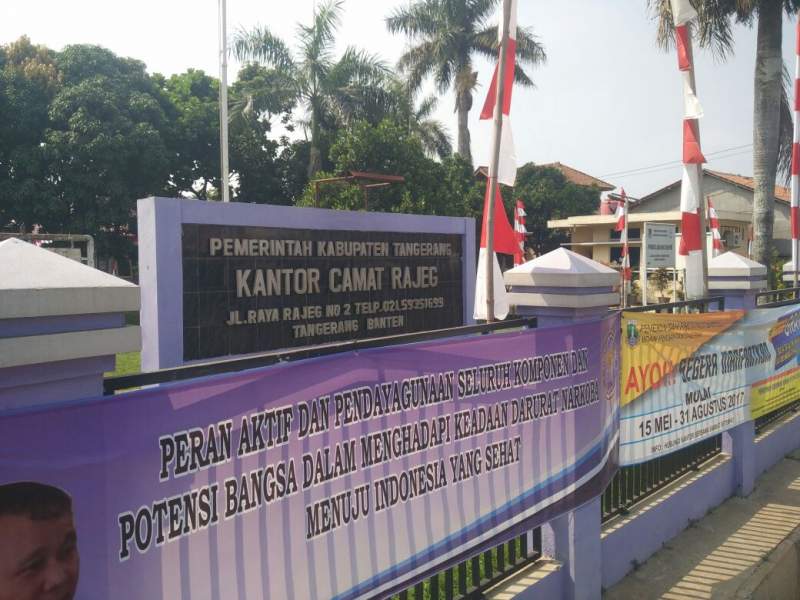 PEMERINTAH KABUPATEN TANGERANG
KANTOR CAMAT RAJEG
JL.RAYA RAJEG NO 2 TELP.021.59351699
TANGERANG BANTEN
PERAN AKTIF DAN PENDAYAGUNAAN SELURUH KOMPONEN DAN
POTENSI BANGSA DALAM MENGHADAPI KEADAAN DARURAT NARKOBA
MENUJU INDONESIA YANG SEHAT
AYO!! SEGERA MANFAATKAN
MULAI
15 MEI - 31 AGUSTUS 2017